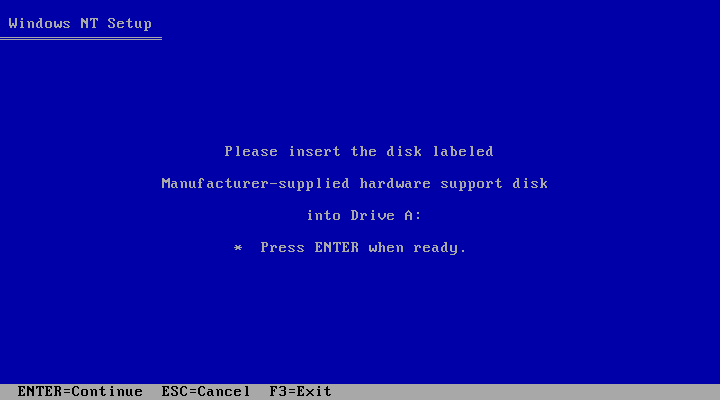 Windows NT Setup
Please insert the disk labeled
Manufacturer-supplied hardware support disk
into Drive A:
* Press ENTER when ready.
ENTER=Continue ESC=Cancel F3=Exit